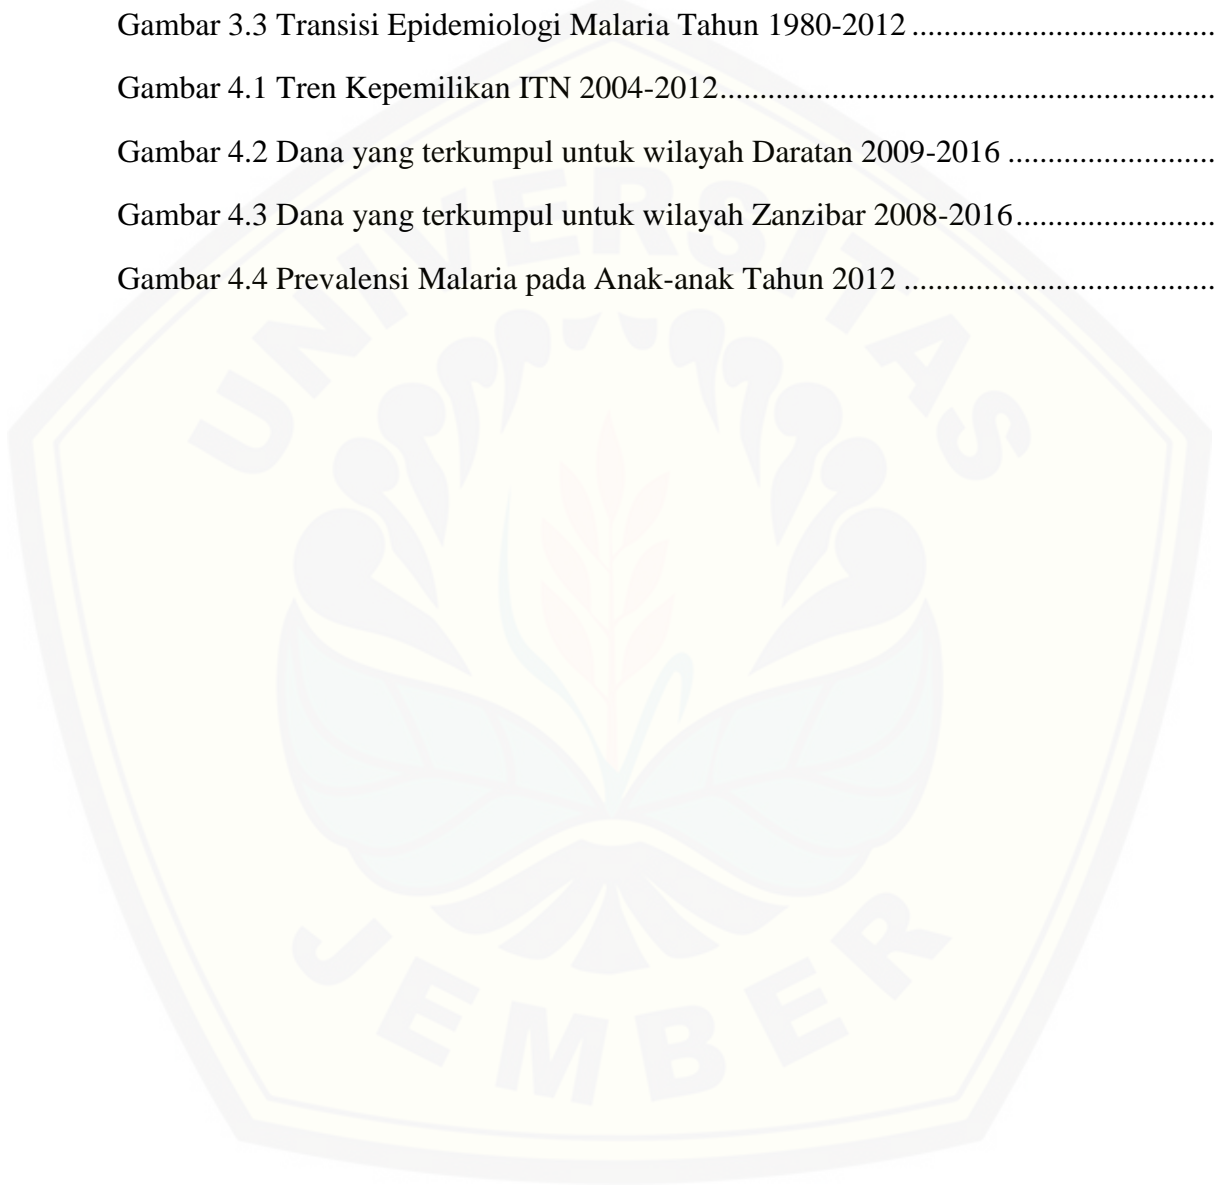 Gambar 3.3 Transisi Epidemiologi Malaria Tahun 1980-2012 ......................................
Gambar 4.1 Tren Kepemilikan ITN 2004-2012..............................................................
Gambar 4.2 Dana yang terkumpul untuk wilayah Daratan 2009-2016 ..........................
Gambar 4.3 Dana yang terkumpul untuk wilayah Zanzibar 2008-2016.........................
Gambar 4.4 Prevalensi Malaria pada Anak-anak Tahun 2012 .......................................
UNIVERSITAS
JEMBER